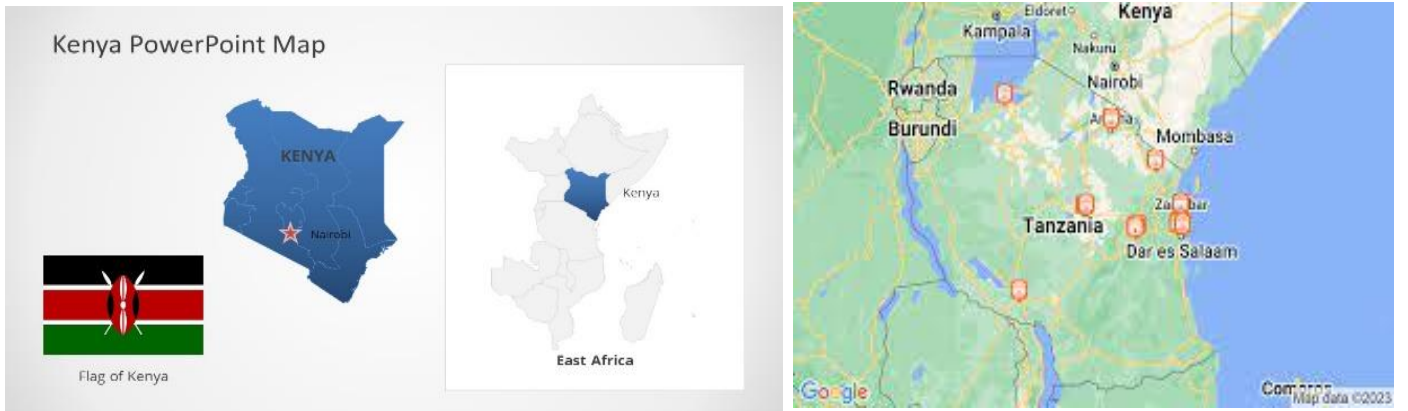 Kenya PowerPoint Map
KENYA
Nairobi
Kenya
East Africa
Flag of Kenya
Eldoret
Kenya
Kampala
Nakuru
Nairobi
Rwanda
Burundi
Mombasa
Tanzania
Dar es Salaam
Google
Map data ©2023